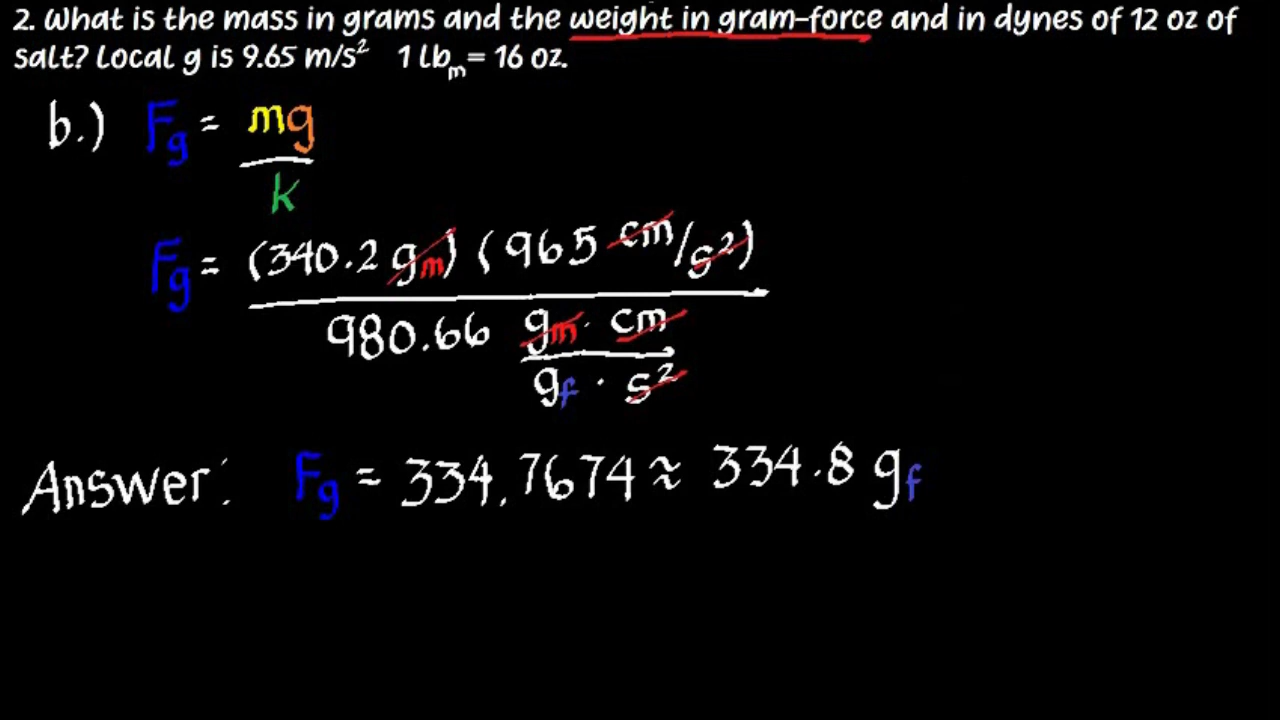 2. What is the mass in grams and the weight in gram-force and in dynes of 12 oz of
salt? Local g is 9.65 m/s² 1 lbₘ= 16 oz.
b.) Fg = mg
k
Fg = (340.2 gm) (965 cm/s²)
980.66 gm · cm
gf · s²
Answer: Fg = 334.7674 ≈ 334.8 gf